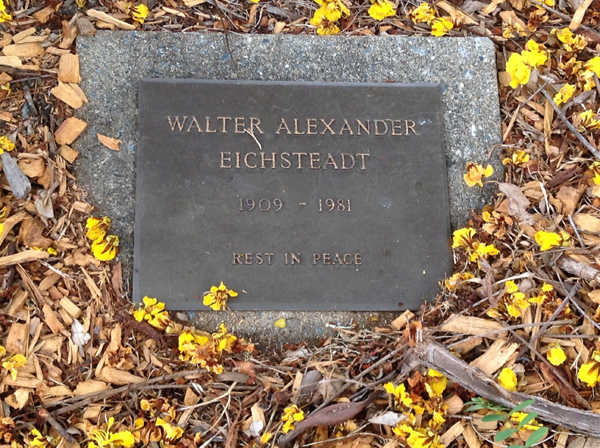 WALTER ALEXANDER
EICHSTEADT
1909 - 1981
REST IN PEACE